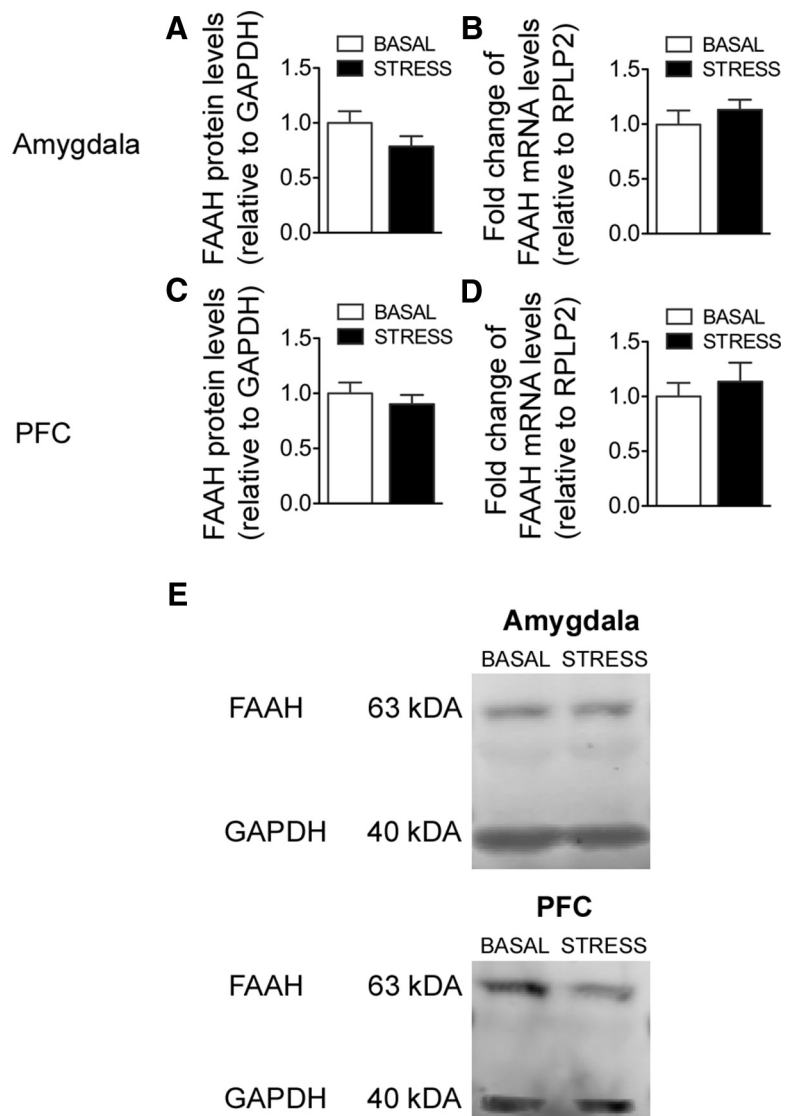 A
FAAH protein levels
(relative to GAPDH)
BASAL
STRESS
1.5
1.0
0.5
0.0
B
Fold change of
FAAH mRNA levels
(relative to RPLP2)
BASAL
STRESS
1.5
1.0
0.5
0.0
Amygdala
C
FAAH protein levels
(relative to GAPDH)
BASAL
STRESS
1.5
1.0
0.5
0.0
D
Fold change of
FAAH mRNA levels
(relative to RPLP2)
BASAL
STRESS
1.5
1.0
0.5
0.0
PFC
E
Amygdala
BASAL STRESS
FAAH 63 kDA
GAPDH 40 kDA
PFC
BASAL STRESS
FAAH 63 kDA
GAPDH 40 kDA